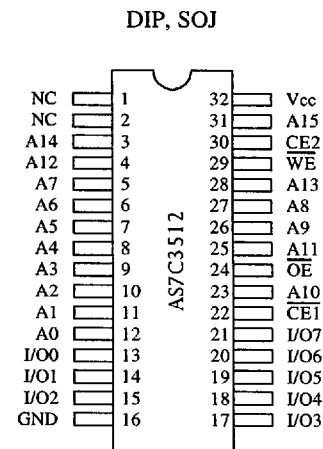 DIP, SOJ
NC 1 32 Vcc
NC 2 31 A15
A14 3 30 CE2
A12 4 29 W̅E̅
A7 5 28 A13
A6 6 27 A8
A5 7 26 A9
A4 8 25 A11
A3 9 24 O̅E̅
A2 10 23 A10
A1 11 22 C̅E̅1̅
A0 12 21 I/O7
I/O0 13 20 I/O6
I/O1 14 19 I/O5
I/O2 15 18 I/O4
GND 16 17 I/O3
AS7C3512